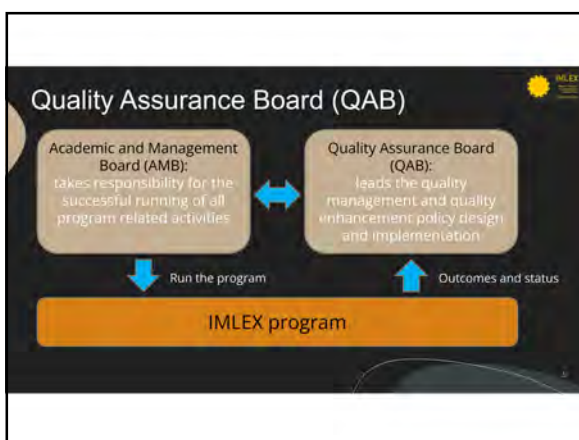 IMLEX
Quality Assurance Board (QAB)
Academic and Management
Board (AMB):
takes responsibility for the
successful running of all
program related activities
Quality Assurance Board
(QAB):
leads the quality
management and quality
enhancement policy design
and implementation
Run the program
Outcomes and status
IMLEX program